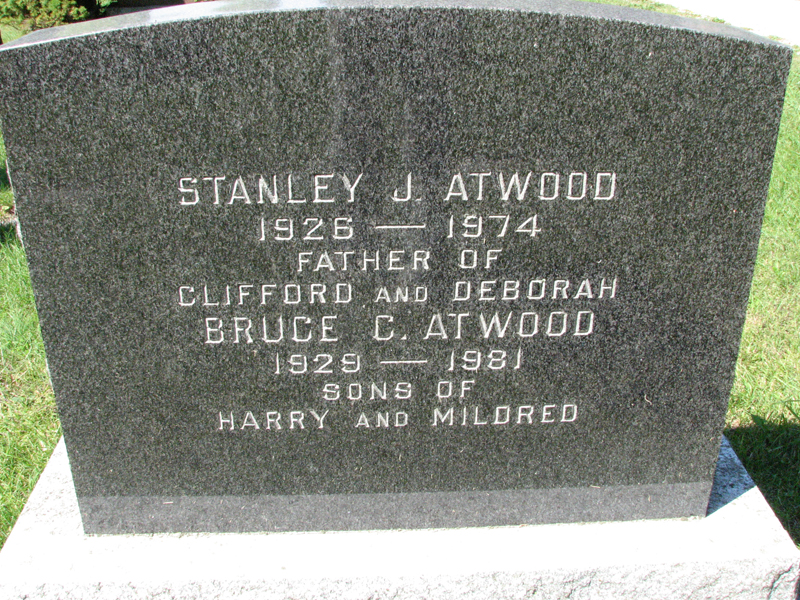 STANLEY J. ATWOOD
1926 — 1974
FATHER OF
CLIFFORD AND DEBORAH
BRUCE C. ATWOOD
1929 — 1981
SONS OF
HARRY AND MILDRED